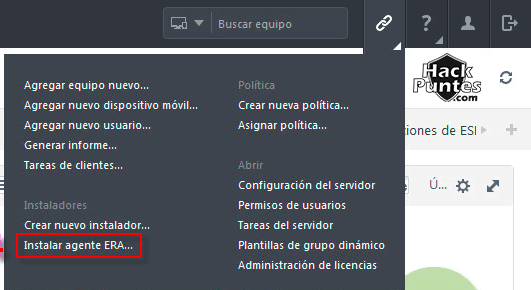 Buscar equipo
?
Hack
Puntes
.com
Agregar equipo nuevo...
Agregar nuevo dispositivo móvil...
Agregar nuevo usuario...
Generar informe...
Tareas de clientes...
Instaladores
Crear nuevo instalador...
Instalar agente ERA...
Política
Crear nueva política...
Asignar política...
Abrir
Configuración del servidor
Permisos de usuarios
Tareas del servidor
Plantillas de grupo dinámico
Administración de licencias
ciones de ESI
Ú...